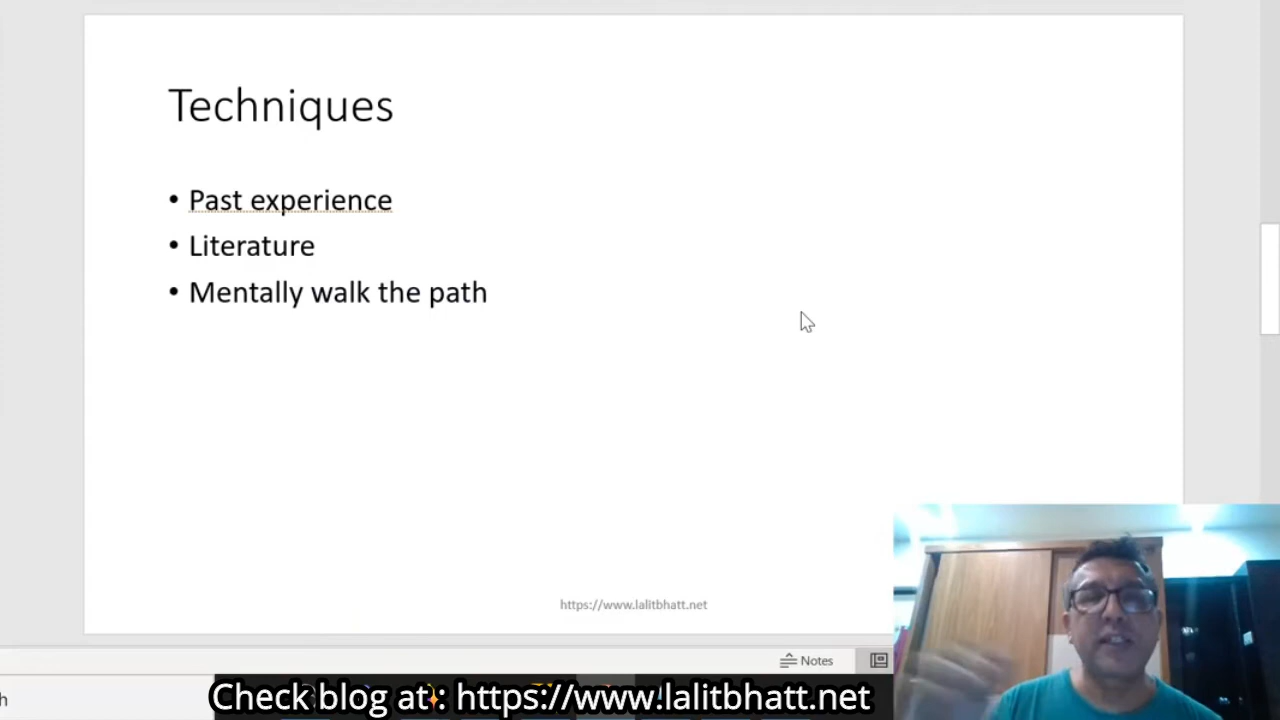 Techniques
• Past experience
• Literature
• Mentally walk the path
https://www.lalitbhatt.net
Notes
h
Check blog at: https://www.lalitbhatt.net